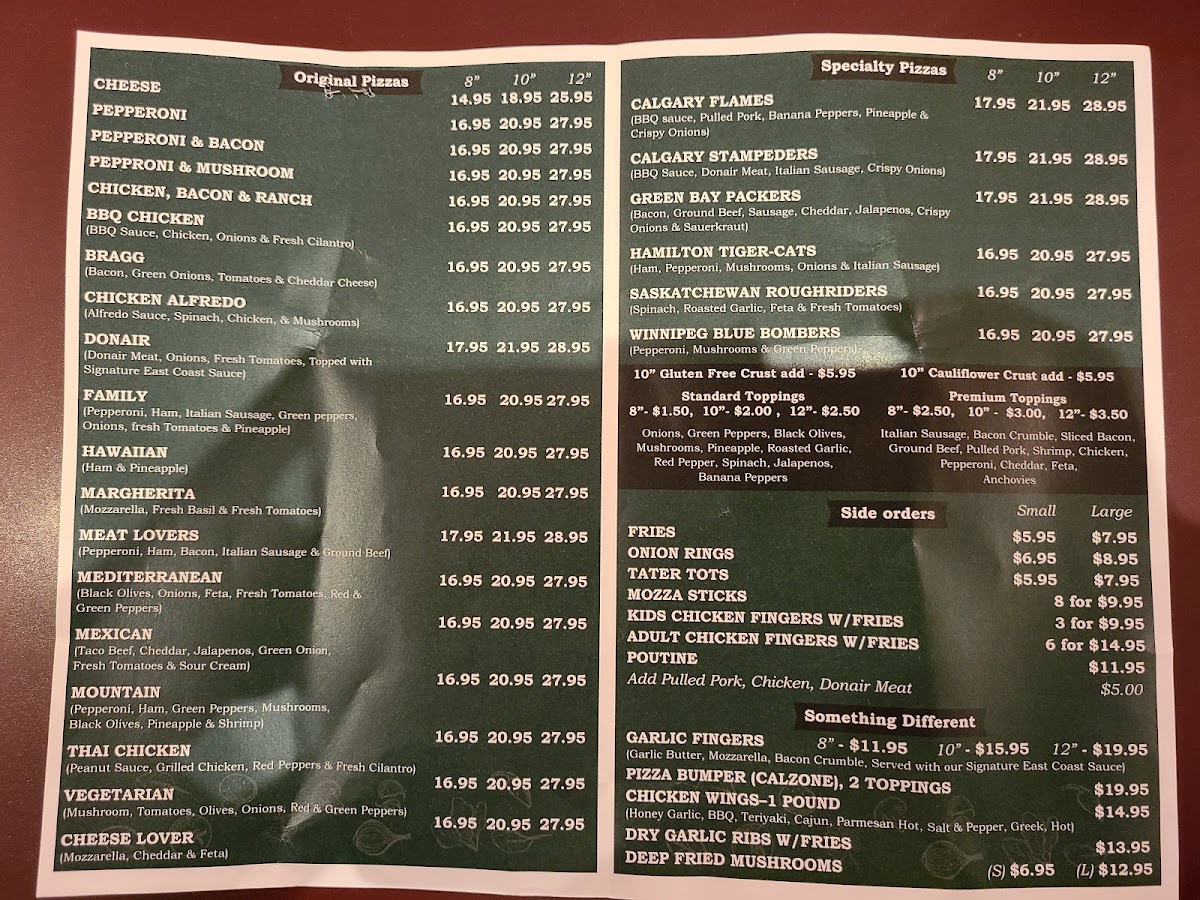 Original Pizzas 8" 10" 12"
CHEESE 14.95 18.95 25.95
PEPPERONI 16.95 20.95 27.95
PEPPERONI & BACON 16.95 20.95 27.95
PEPPRONI & MUSHROOM 16.95 20.95 27.95
CHICKEN, BACON & RANCH 16.95 20.95 27.95
BBQ CHICKEN 16.95 20.95 27.95
(BBQ Sauce, Chicken, Onions & Fresh Cilantro)
BRAGG 16.95 20.95 27.95
(Bacon, Green Onions, Tomatoes & Cheddar Cheese)
CHICKEN ALFREDO 16.95 20.95 27.95
(Alfredo Sauce, Spinach, Chicken, & Mushrooms)
DONAIR 17.95 21.95 28.95
(Donair Meat, Onions, Fresh Tomatoes, Topped with
Signature East Coast Sauce)
FAMILY 16.95 20.95 27.95
(Pepperoni, Ham, Italian Sausage, Green peppers,
Onions, fresh Tomatoes & Pineapple)
HAWAIIAN 16.95 20.95 27.95
(Ham & Pineapple)
MARGHERITA 16.95 20.95 27.95
(Mozzarella, Fresh Basil & Fresh Tomatoes)
MEAT LOVERS 17.95 21.95 28.95
(Pepperoni, Ham, Bacon, Italian Sausage & Ground Beef)
MEDITERRANEAN 16.95 20.95 27.95
(Black Olives, Onions, Feta, Fresh Tomatoes, Red &
Green Peppers)
MEXICAN 16.95 20.95 27.95
(Taco Beef, Cheddar, Jalapenos, Green Onion,
Fresh Tomatoes & Sour Cream)
MOUNTAIN 16.95 20.95 27.95
(Pepperoni, Ham, Green Peppers, Mushrooms,
Black Olives, Pineapple & Shrimp)
THAI CHICKEN 16.95 20.95 27.95
(Peanut Sauce, Grilled Chicken, Red Peppers & Fresh Cilantro)
VEGETARIAN 16.95 20.95 27.95
(Mushroom, Tomatoes, Olives, Onions, Red & Green Peppers)
CHEESE LOVER 16.95 20.95 27.95
(Mozzarella, Cheddar & Feta)
Specialty Pizzas 8" 10" 12"
CALGARY FLAMES 17.95 21.95 28.95
(BBQ sauce, Pulled Pork, Banana Peppers, Pineapple &
Crispy Onions)
CALGARY STAMPEDERS 17.95 21.95 28.95
(BBQ Sauce, Donair Meat, Italian Sausage, Crispy Onions)
GREEN BAY PACKERS 17.95 21.95 28.95
(Bacon, Ground Beef, Sausage, Cheddar, Jalapenos, Crispy
Onions & Sauerkraut)
HAMILTON TIGER-CATS 16.95 20.95 27.95
(Ham, Pepperoni, Mushrooms, Onions & Italian Sausage)
SASKATCHEWAN ROUGHRIDERS 16.95 20.95 27.95
(Spinach, Roasted Garlic, Feta & Fresh Tomatoes)
WINNIPEG BLUE BOMBERS 16.95 20.95 27.95
(Pepperoni, Mushrooms & Green Peppers)
10" Gluten Free Crust add - $5.95 10" Cauliflower Crust add - $5.95
Standard Toppings
8"- $1.50, 10"- $2.00 , 12"- $2.50
Onions, Green Peppers, Black Olives,
Mushrooms, Pineapple, Roasted Garlic,
Red Pepper, Spinach, Jalapenos,
Banana Peppers
Premium Toppings
8"- $2.50, 10" - $3.00, 12"- $3.50
Italian Sausage, Bacon Crumble, Sliced Bacon,
Ground Beef, Pulled Pork, Shrimp, Chicken,
Pepperoni, Cheddar, Feta,
Anchovies
Side orders Small Large
FRIES $5.95 $7.95
ONION RINGS $6.95 $8.95
TATER TOTS $5.95 $7.95
MOZZA STICKS 8 for $9.95
KIDS CHICKEN FINGERS W/FRIES 3 for $9.95
ADULT CHICKEN FINGERS W/FRIES 6 for $14.95
POUTINE $11.95
Add Pulled Pork, Chicken, Donair Meat $5.00
Something Different
GARLIC FINGERS 8" - $11.95 10" - $15.95 12" - $19.95
(Garlic Butter, Mozzarella, Bacon Crumble, Served with our Signature East Coast Sauce)
PIZZA BUMPER (CALZONE), 2 TOPPINGS $19.95
CHICKEN WINGS–1 POUND $14.95
(Honey Garlic, BBQ, Teriyaki, Cajun, Parmesan Hot, Salt & Pepper, Greek, Hot)
DRY GARLIC RIBS W/FRIES $13.95
DEEP FRIED MUSHROOMS (S) $6.95 (L) $12.95